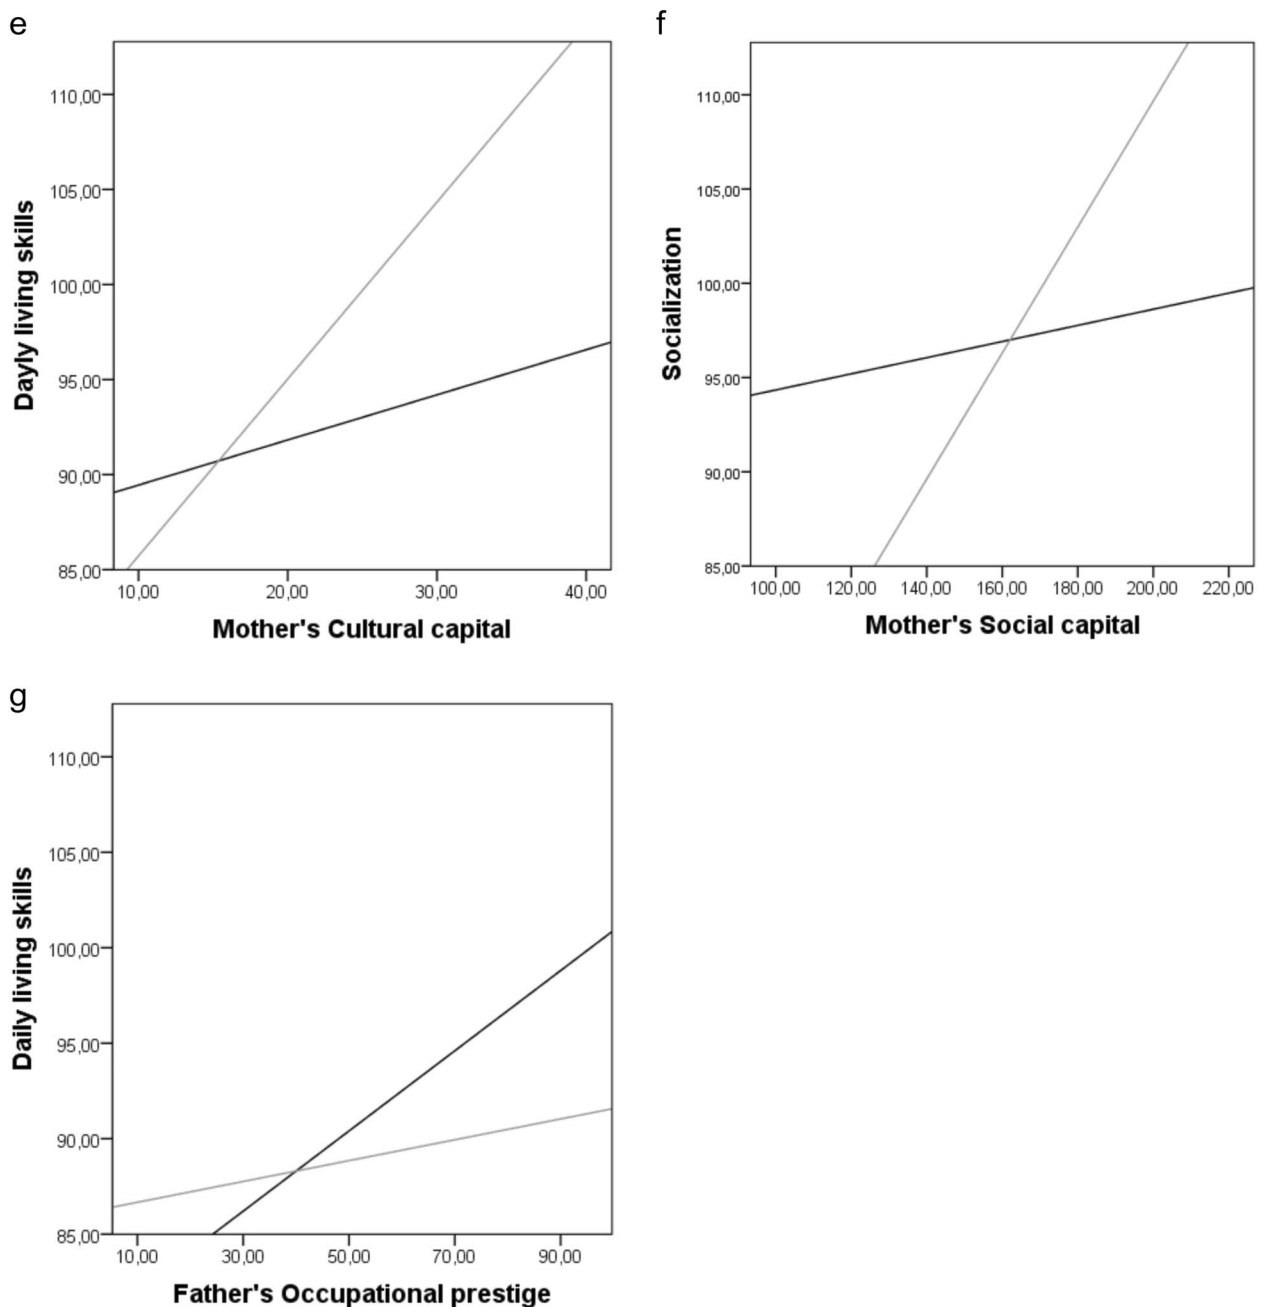 e
110,00
105,00
100,00
95,00
90,00
85,00
Dayly living skills
10,00 20,00 30,00 40,00
Mother's Cultural capital
f
110,00
105,00
100,00
95,00
90,00
85,00
Socialization
100,00 120,00 140,00 160,00 180,00 200,00 220,00
Mother's Social capital
g
110,00
105,00
100,00
95,00
90,00
85,00
Daily living skills
10,00 30,00 50,00 70,00 90,00
Father's Occupational prestige